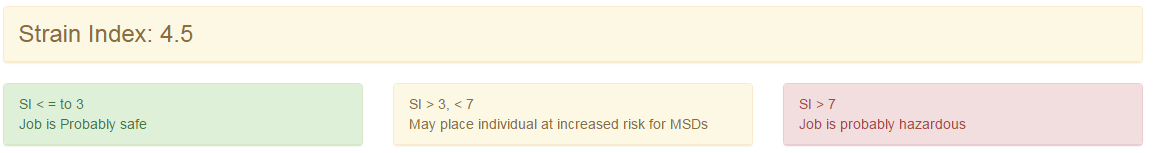 Strain Index: 4.5
SI < = to 3
Job is Probably safe
SI > 3, < 7
May place individual at increased risk for MSDs
SI > 7
Job is probably hazardous